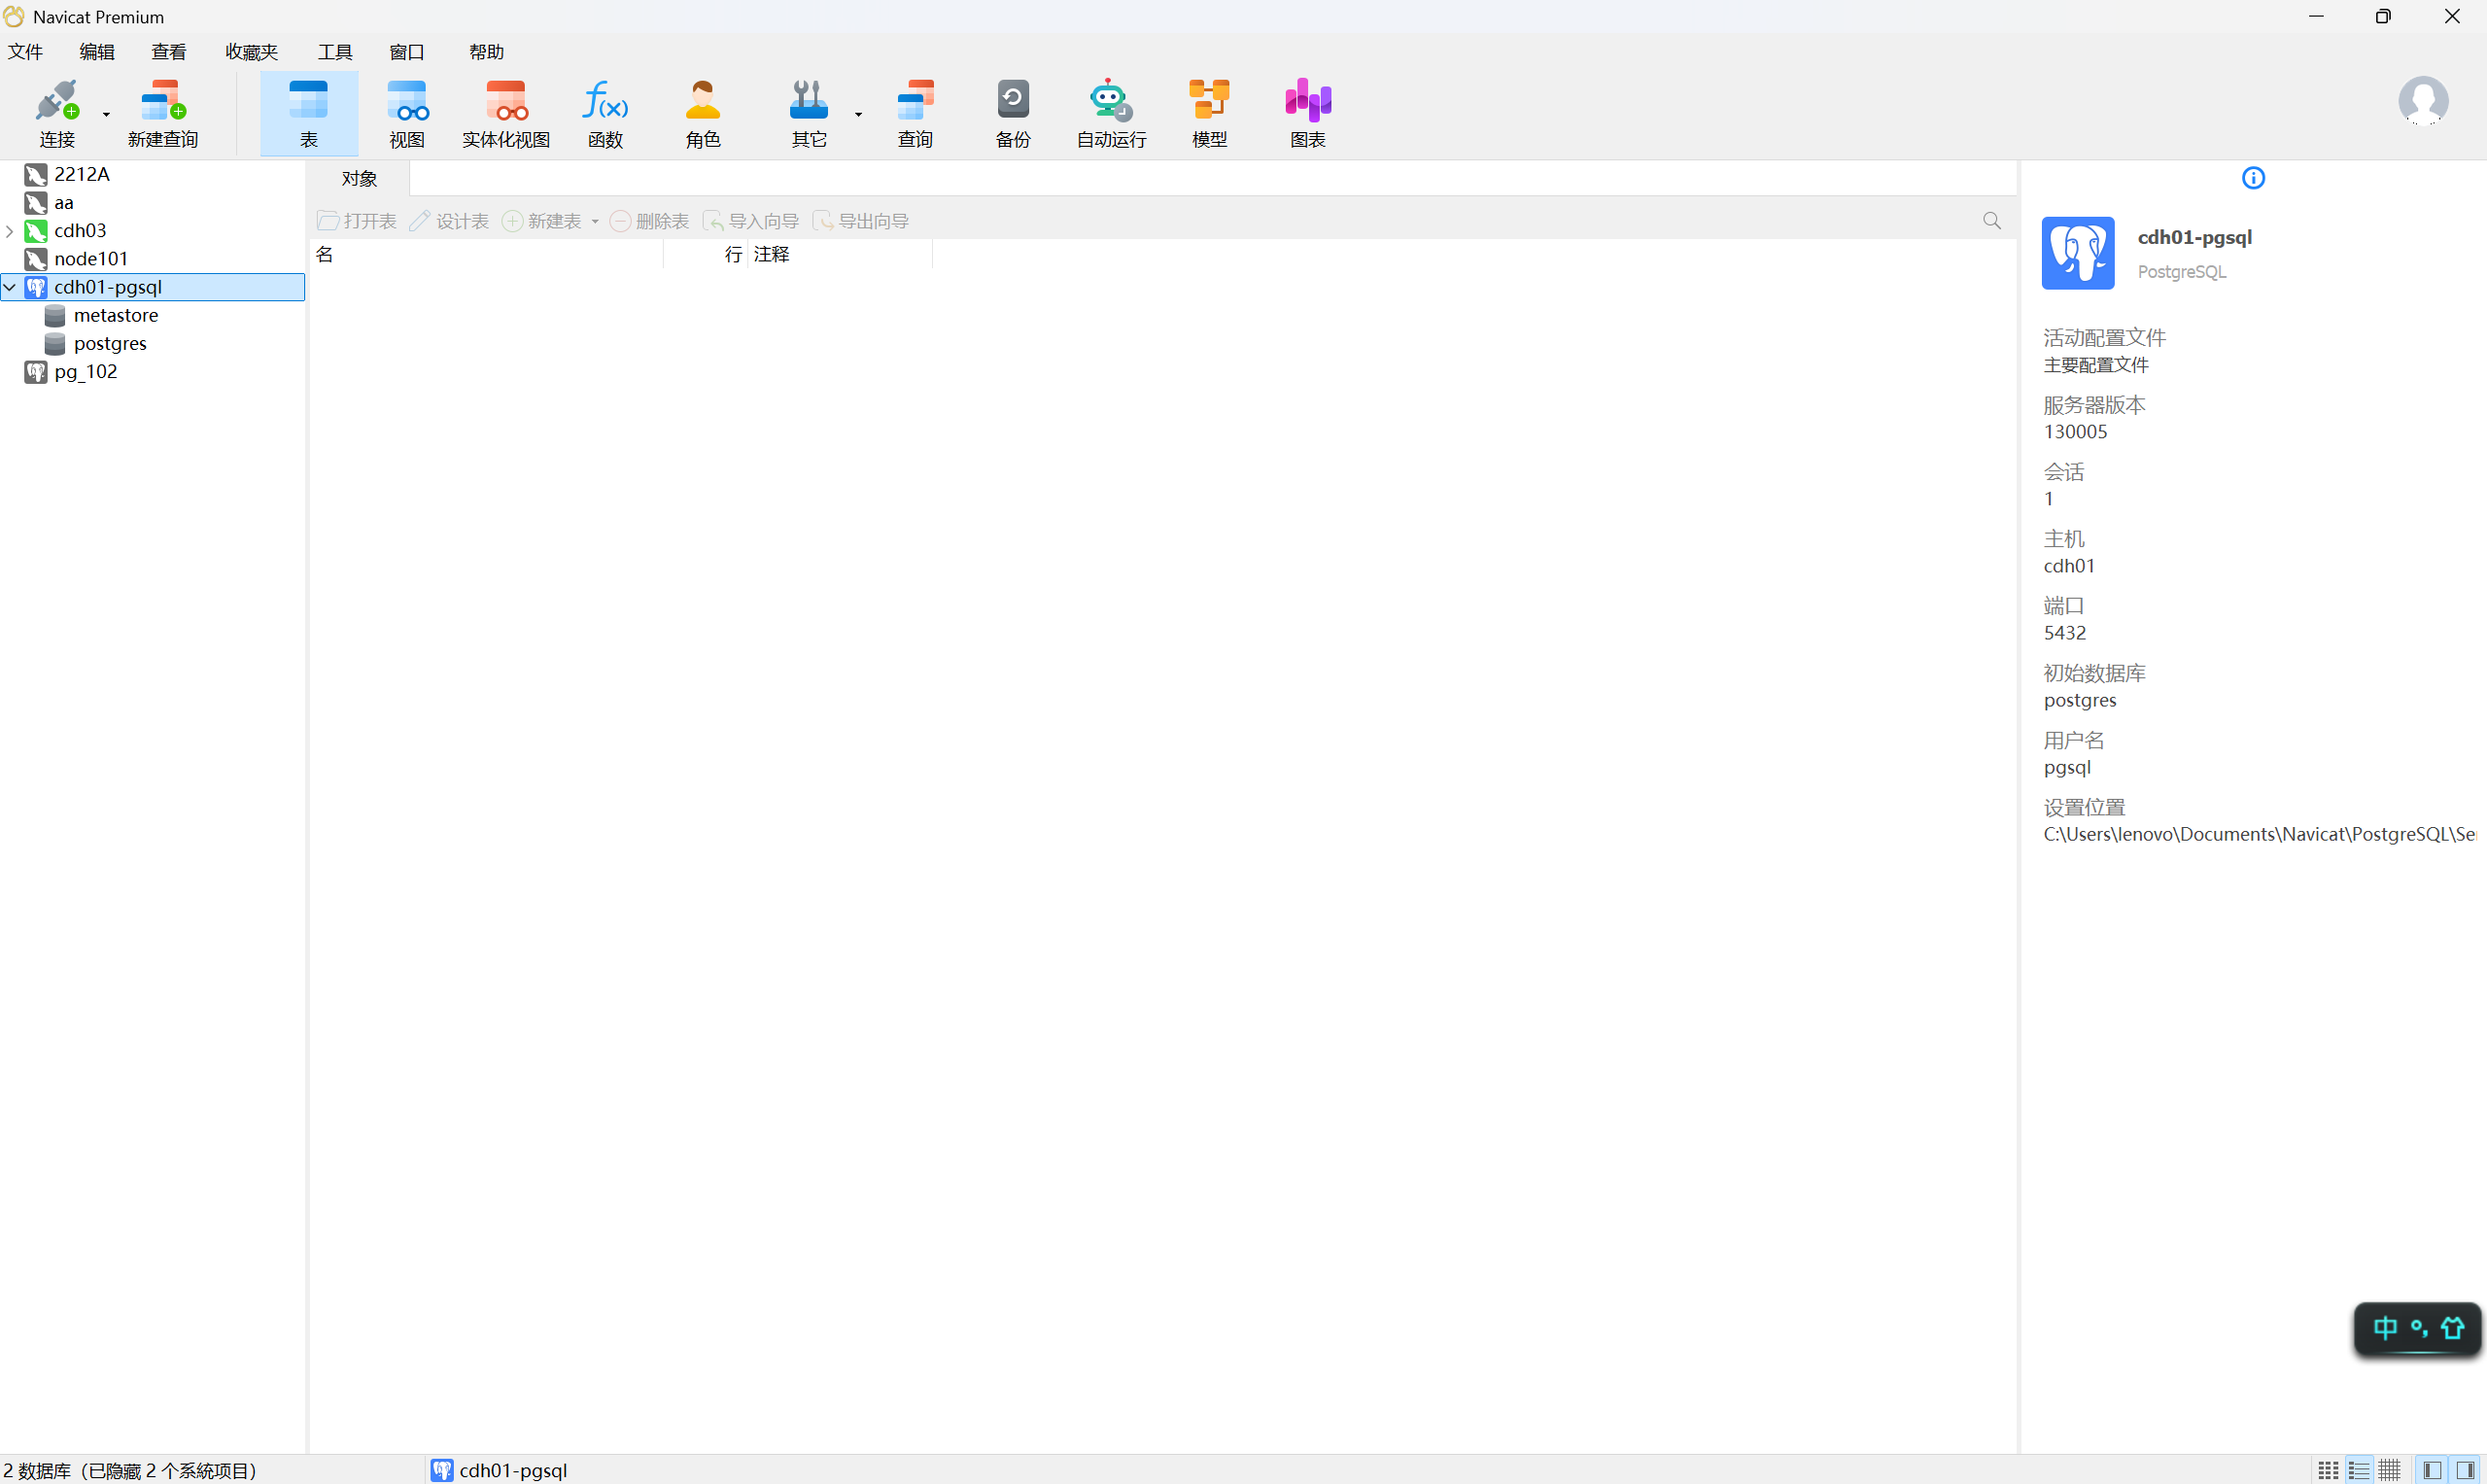 Navicat Premium
文件 编辑 查看 收藏夹 工具 窗口 帮助
连接 新建查询 表 视图 实体化视图 函数 角色 其它 查询 备份 自动运行 模型 图表
2212A
aa
cdh03
node101
cdh01-pgsql
metastore
postgres
pg_102
对象
打开表 设计表 新建表 删除表 导入向导 导出向导
名 行 注释
cdh01-pgsql
PostgreSQL
活动配置文件
主要配置文件
服务器版本
130005
会话
1
主机
cdh01
端口
5432
初始数据库
postgres
用户名
pgsql
设置位置
C:\Users\lenovo\Documents\Navicat\PostgreSQL\Se
中 °,
2 数据库 (已隐藏 2 个系統项目) cdh01-pgsql